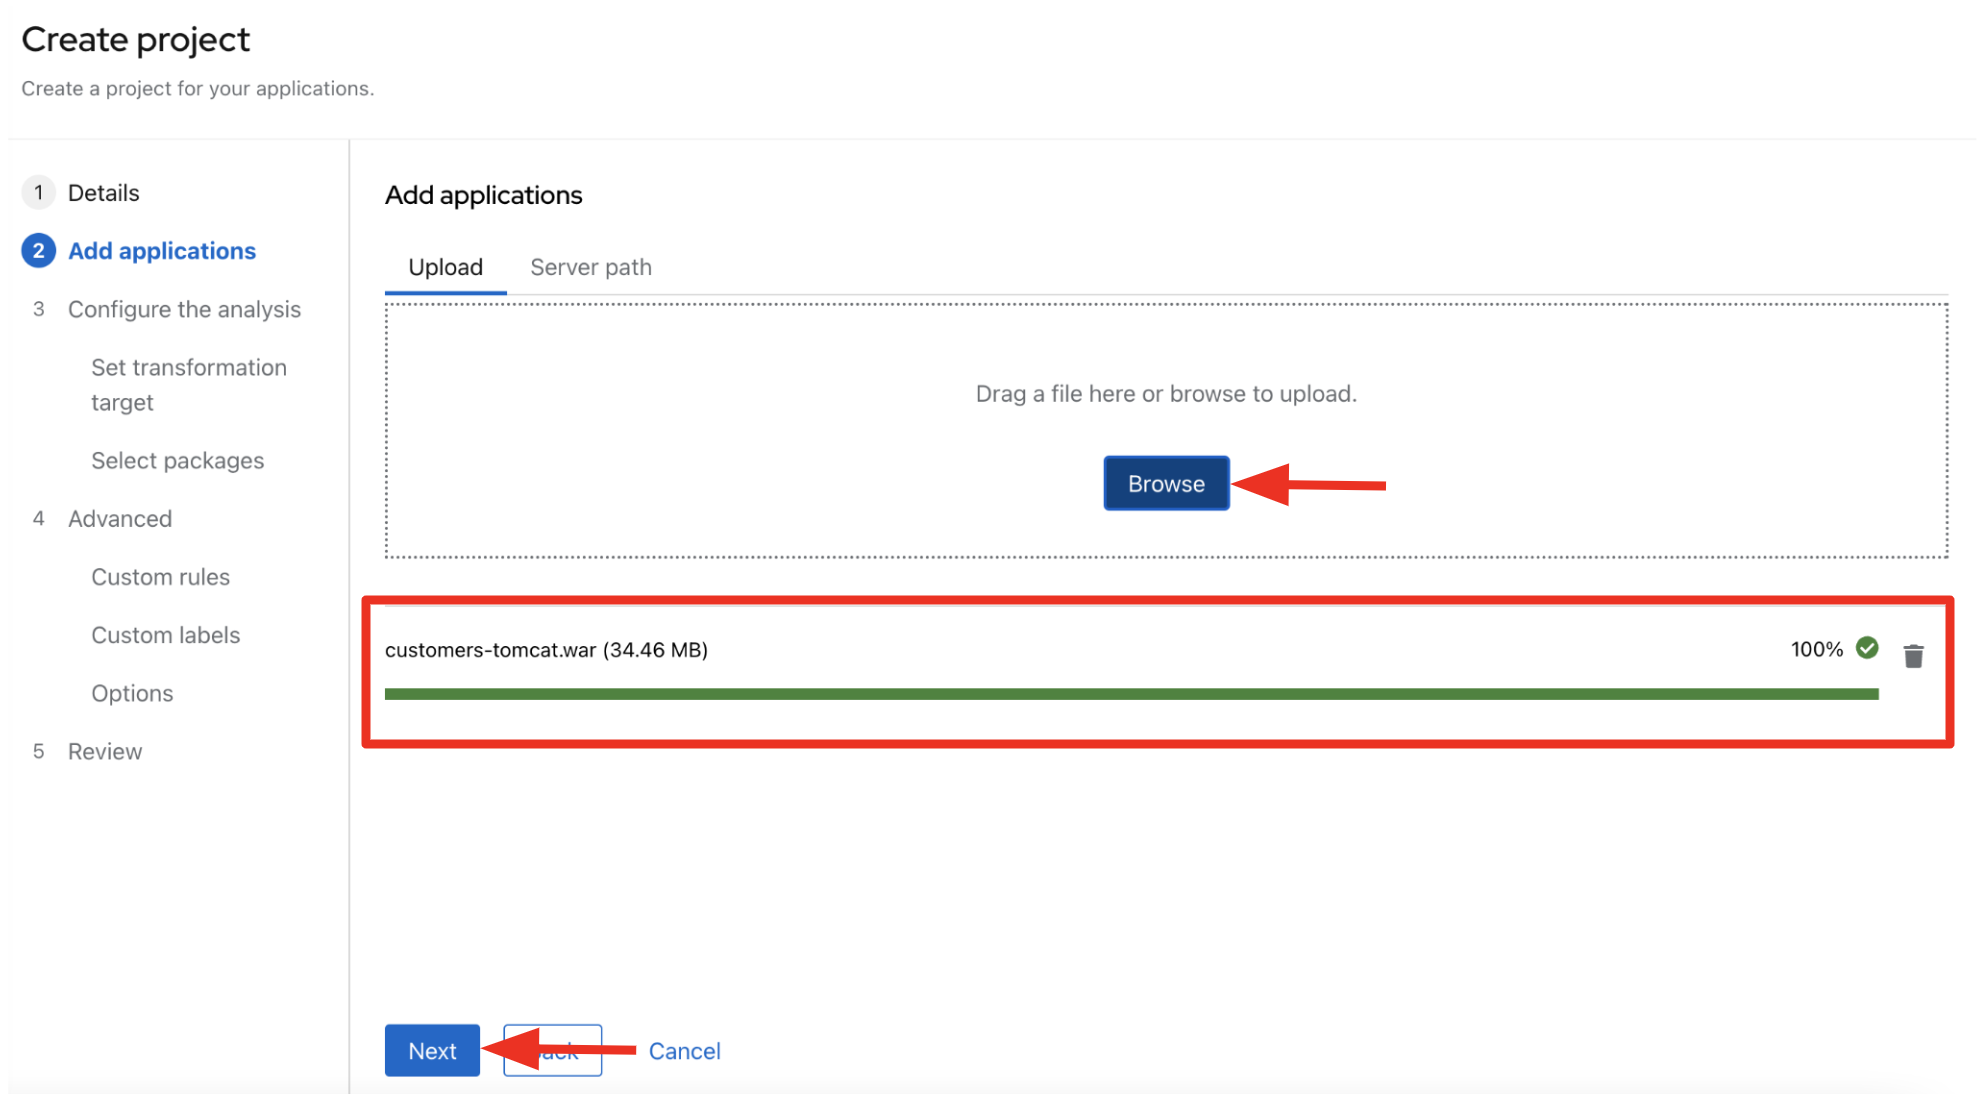 Create project
Create a project for your applications.
1 Details
2 Add applications
3 Configure the analysis
Set transformation
target
Select packages
4 Advanced
Custom rules
Custom labels
Options
5 Review
Add applications
Upload Server path
Drag a file here or browse to upload.
Browse
customers-tomcat.war (34.46 MB) 100%
Next Cancel